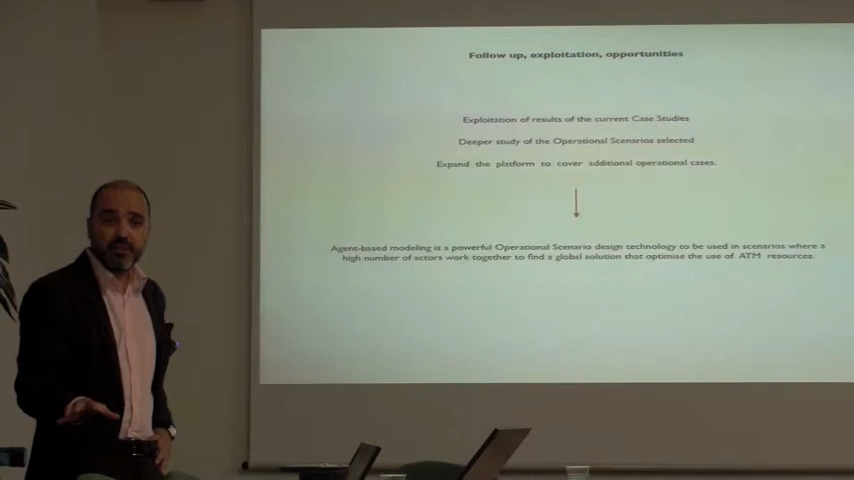 Follow up, exploitation, opportunities
Exploitation of results of the current Case Studies
Deeper study of the Operational Scenarios selected
Expand the platform to cover additional operational cases.
Agent-based modeling is a powerful Operational Scenario design technology to be used in scenarios where a
high number of actors work together to find a global solution that optimise the use of ATM resources.